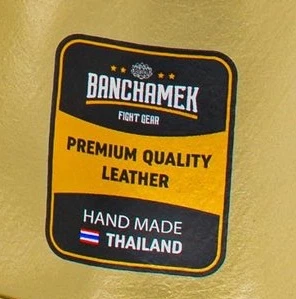 BANCHAMEK
FIGHT GEAR
PREMIUM QUALITY
LEATHER
HAND MADE
THAILAND